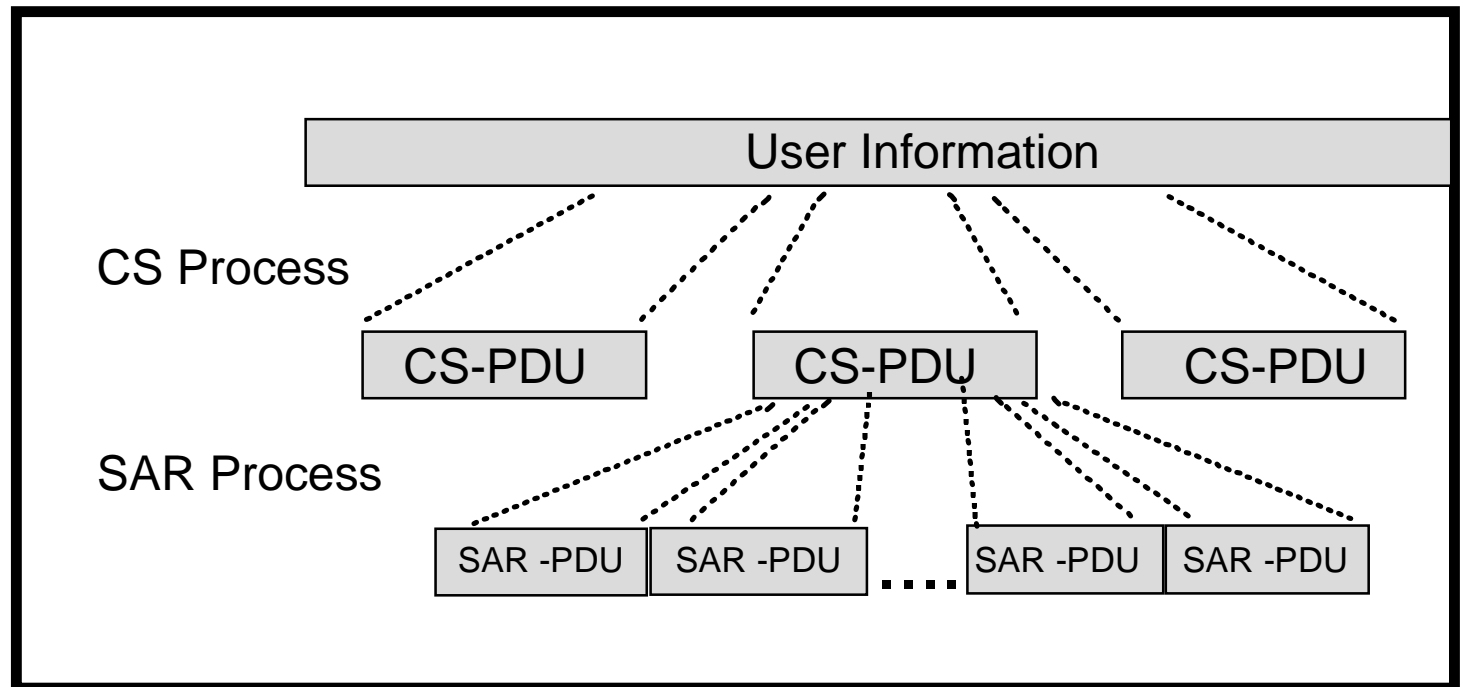 User Information
CS Process
CS-PDU CS-PDU CS-PDU
SAR Process
SAR -PDU SAR -PDU .... SAR -PDU SAR -PDU